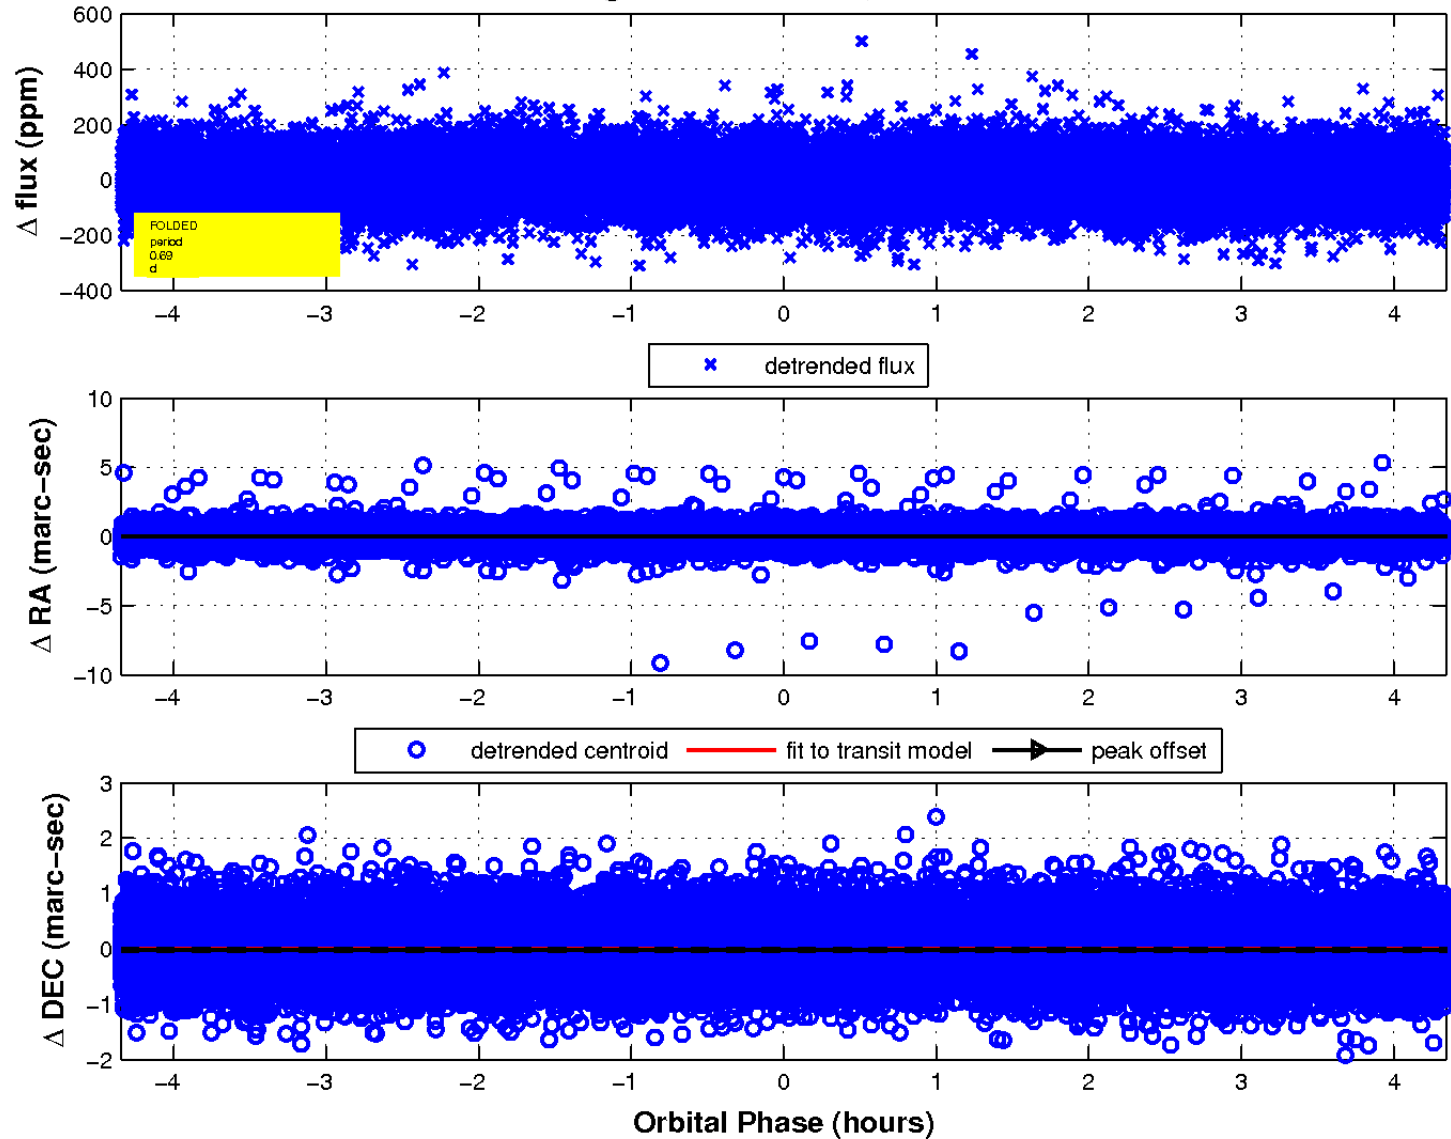 600
400
200
0
−200
−400
Δ flux (ppm)
FOLDED
period
0.69
d
−4 −3 −2 −1 0 1 2 3 4
detrended flux
10
5
0
−5
−10
Δ RA (marc−sec)
−4 −3 −2 −1 0 1 2 3 4
detrended centroid fit to transit model peak offset
3
2
1
0
−1
−2
Δ DEC (marc−sec)
−4 −3 −2 −1 0 1 2 3 4
Orbital Phase (hours)